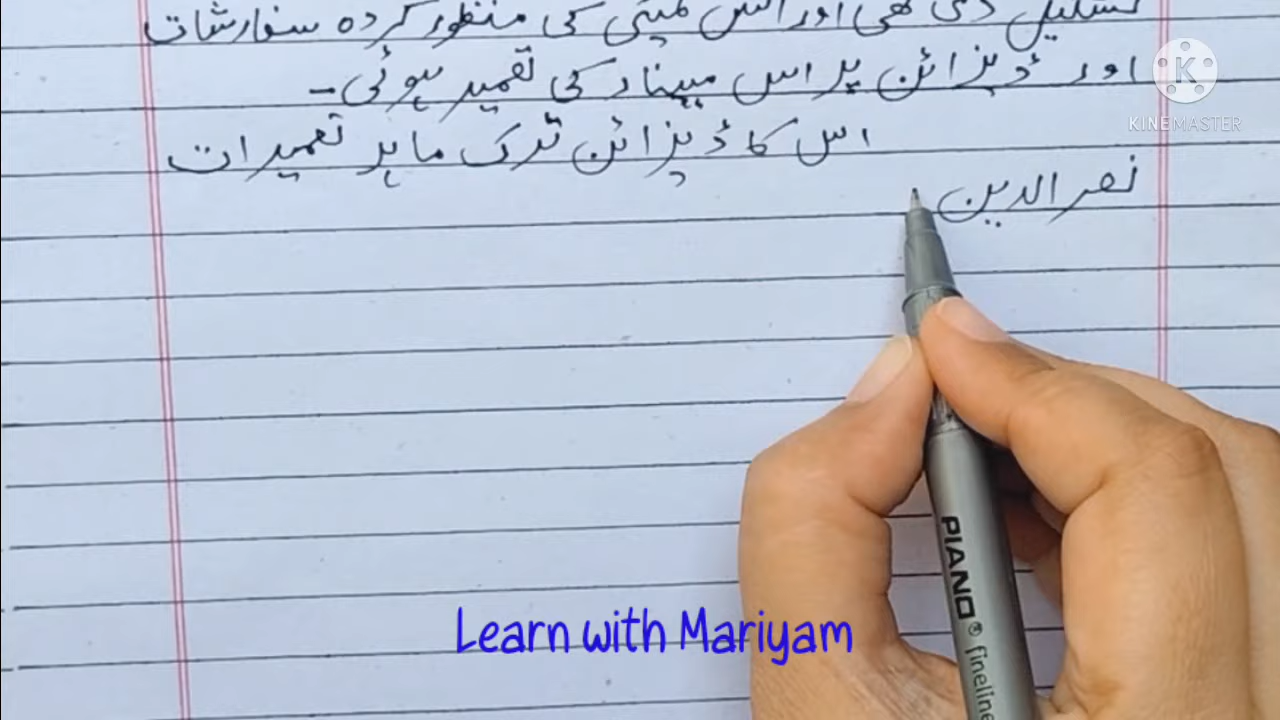 تشکیل دی تھی اور اس کمیٹی کی منظور کردہ سفارشات
اور ڈیزائن پر اس مینار کی تعمیر ہوئی۔
اس کا ڈیزائن ترک ماہر تعمیرات
نصر الدین
KINEMASTER
PIANO® fineline
Learn with Mariyam